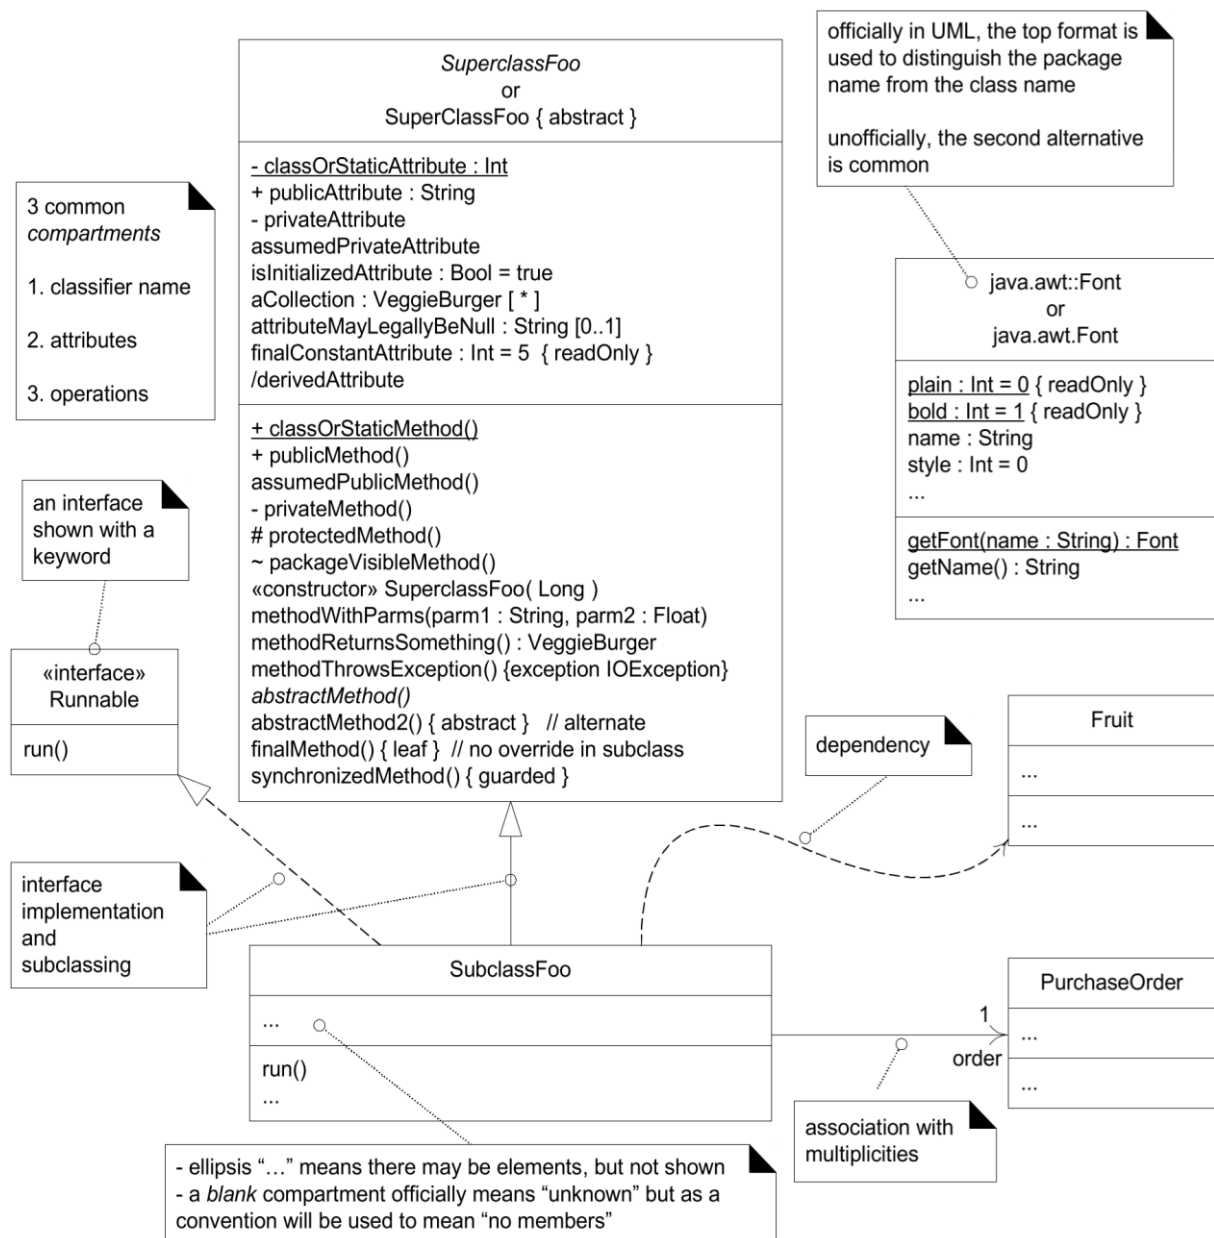 officially in UML, the top format is
used to distinguish the package
name from the class name
unofficially, the second alternative
is common
SuperclassFoo
or
SuperClassFoo { abstract }
- classOrStaticAttribute : Int
+ publicAttribute : String
- privateAttribute
assumedPrivateAttribute
isInitializedAttribute : Bool = true
aCollection : VeggieBurger [ * ]
attributeMayLegallyBeNull : String [0..1]
finalConstantAttribute : Int = 5 { readOnly }
/derivedAttribute
+ classOrStaticMethod()
+ publicMethod()
assumedPublicMethod()
- privateMethod()
# protectedMethod()
~ packageVisibleMethod()
«constructor» SuperclassFoo( Long )
methodWithParms(parm1 : String, parm2 : Float)
methodReturnsSomething() : VeggieBurger
methodThrowsException() {exception IOException}
abstractMethod()
abstractMethod2() { abstract } // alternate
finalMethod() { leaf } // no override in subclass
synchronizedMethod() { guarded }
3 common
compartments
1. classifier name
2. attributes
3. operations
java.awt::Font
or
java.awt.Font
plain : Int = 0 { readOnly }
bold : Int = 1 { readOnly }
name : String
style : Int = 0
...
getFont(name : String) : Font
getName() : String
...
an interface
shown with a
keyword
«interface»
Runnable
run()
dependency
Fruit
...
...
interface
implementation
and
subclassing
SubclassFoo
...
run()
...
1
order
PurchaseOrder
...
...
association with
multiplicities
- ellipsis “…” means there may be elements, but not shown
- a blank compartment officially means “unknown” but as a
convention will be used to mean “no members”